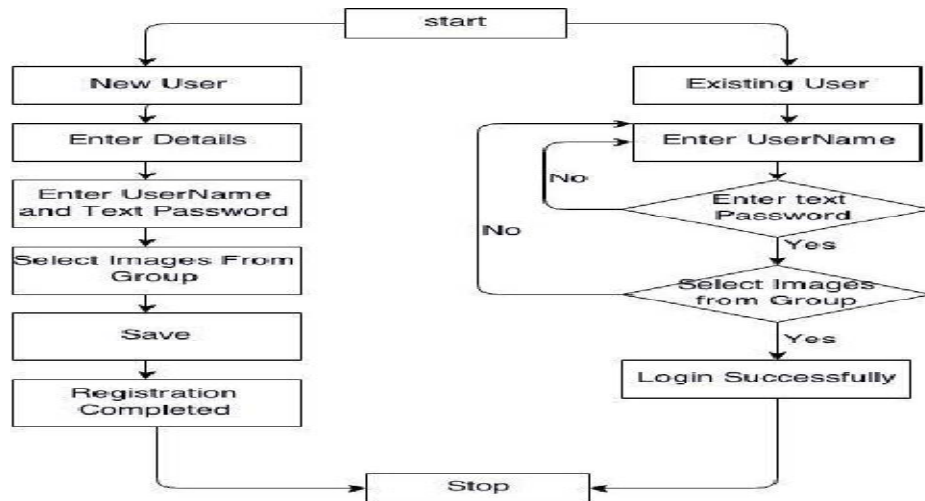 start
New User
Existing User
Enter Details
Enter UserName
Enter UserName
and Text Password
No
Enter text
Password
No
Yes
Select Images From
Group
Select Images
from Group
Save
Yes
Registration
Completed
Login Successfully
Stop